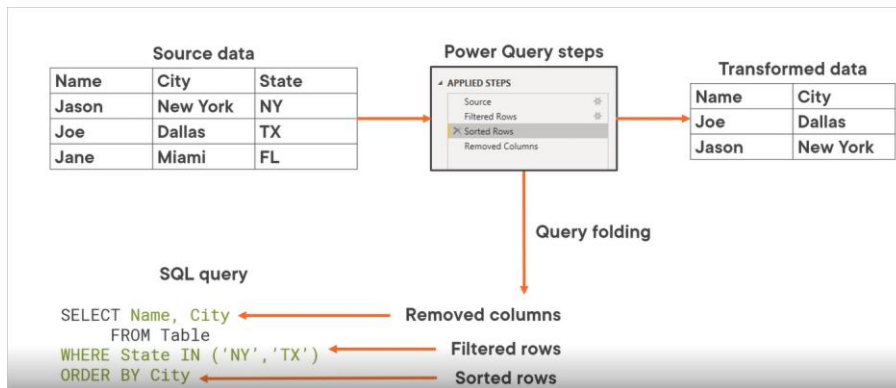 Source data
Name City State
Jason New York NY
Joe Dallas TX
Jane Miami FL
Power Query steps
APPLIED STEPS
Source
Filtered Rows
Sorted Rows
Removed Columns
Transformed data
Name City
Joe Dallas
Jason New York
Query folding
SQL query
SELECT Name, City
FROM Table
WHERE State IN (‘NY’,’TX’)
ORDER BY City
Removed columns
Filtered rows
Sorted rows